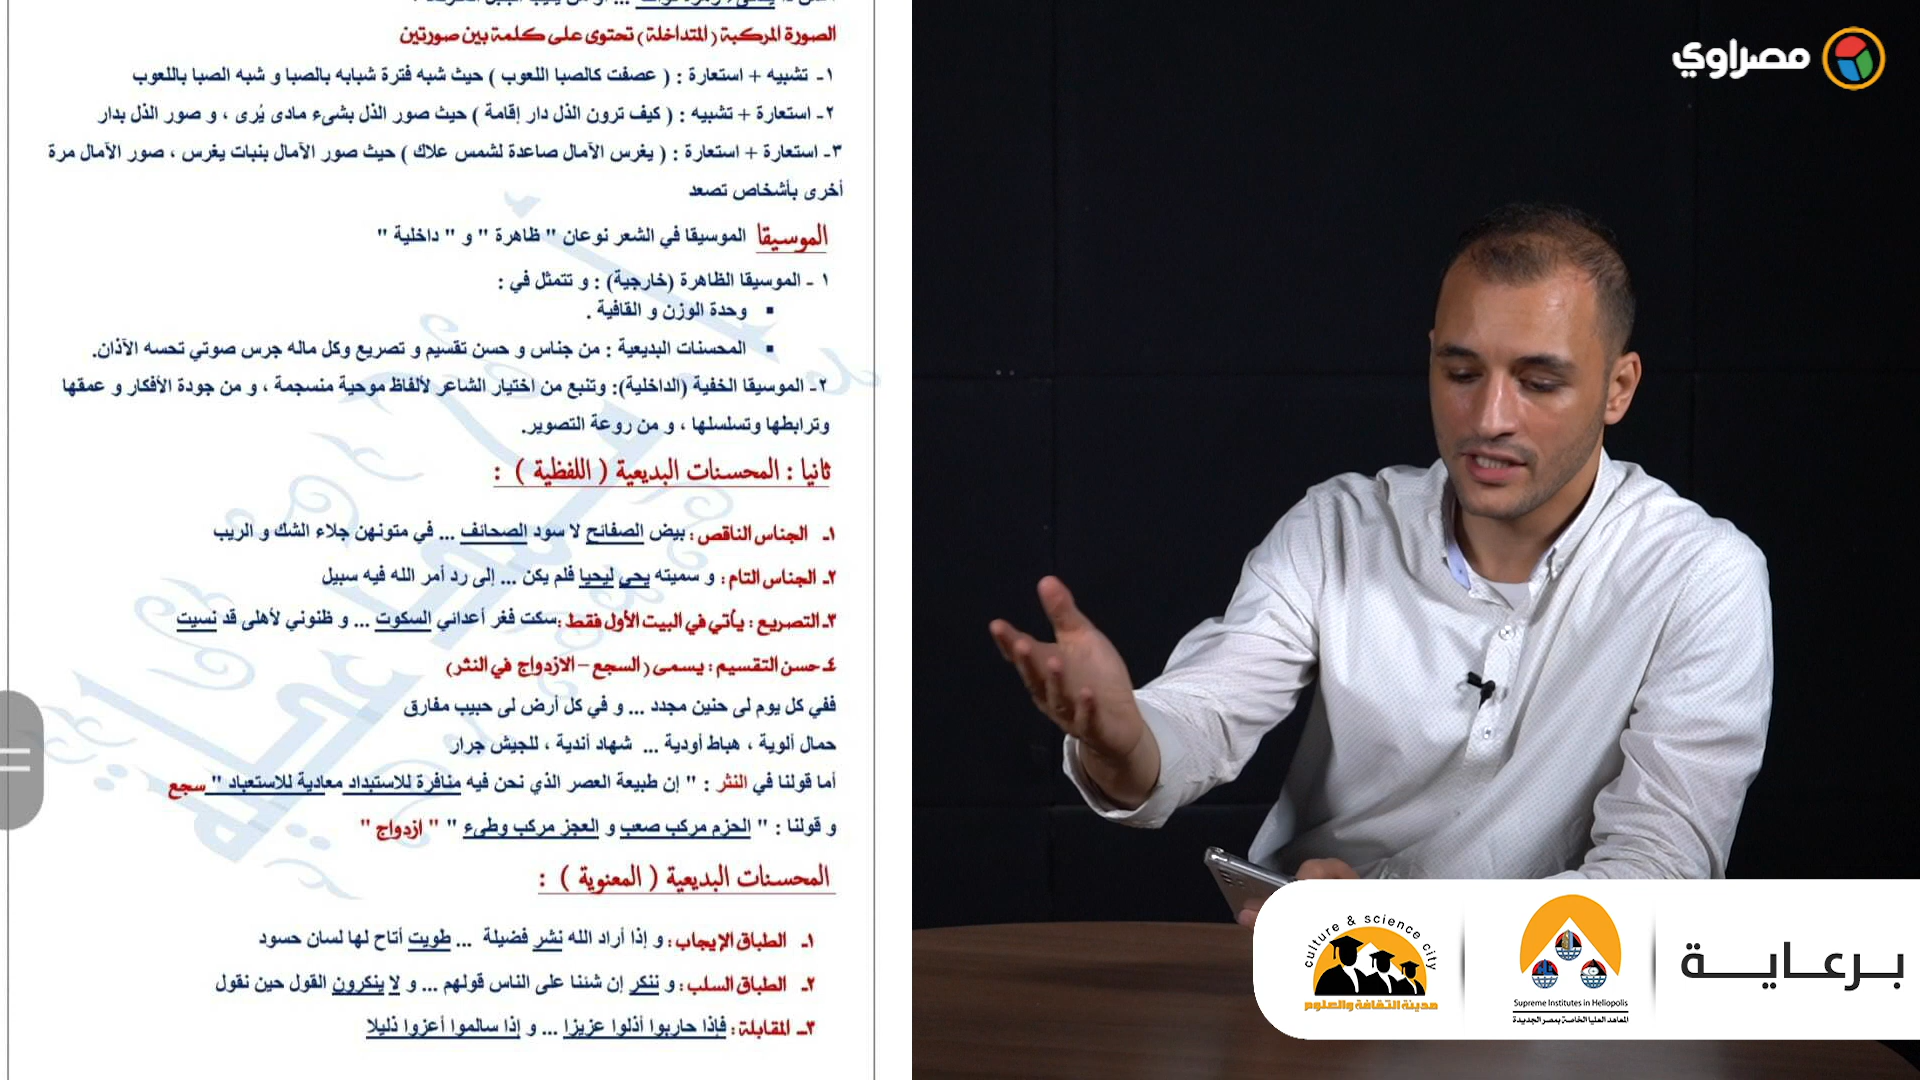 الصورة المركبة ( المتداخلة ) تحتوى على كلمة بين صورتين
١- تشبيه + استعارة : ( عصفت كالصبا اللعوب ) حيث شبه فترة شبابه بالصبا و شبه الصبا باللعوب
٢- استعارة + تشبيه : ( كيف ترون الذل دار إقامة ) حيث صور الذل بشىء مادى يُرى ، و صور الذل بدار
٣- استعارة + استعارة : ( يغرس الآمال صاعدة لشمس علاك ) حيث صور الآمال بنبات يغرس ، صور الآمال مرة
أخرى بأشخاص تصعد
الموسيقا الموسيقا في الشعر نوعان " ظاهرة " و " داخلية "
١ - الموسيقا الظاهرة (خارجية) : و تتمثل في :
▪ وحدة الوزن و القافية .
▪ المحسنات البديعية : من جناس و حسن تقسيم و تصريع وكل ماله جرس صوتي تحسه الآذان.
٢- الموسيقا الخفية (الداخلية): وتنبع من اختيار الشاعر لألفاظ موحية منسجمة ، و من جودة الأفكار و عمقها
وترابطها وتسلسلها ، و من روعة التصوير.
ثانيا : المحسنات البديعية ( اللفظية ) :
١- الجناس الناقص : بيض الصفائح لا سود الصحائف ... في متونهن جلاء الشك و الريب
٢- الجناس التام : و سميته يحي ليحيا فلم يكن ... إلى رد أمر الله فيه سبيل
٣- التصريع : يأتي في البيت الأول فقط :سكت فغر أعدائي السكوت ... و ظنوني لأهلى قد نسيت
٤- حسن التقسيم : يسمى ( السجع – الازدواج في النثر )
ففي كل يوم لى حنين مجدد ... و في كل أرض لى حبيب مفارق
حمال ألوية ، هباط أودية ... شهاد أندية ، للجيش جرار
أما قولنا في النثر : " إن طبيعة العصر الذي نحن فيه منافرة للاستبداد معادية للاستعباد " سجع
و قولنا : " الحزم مركب صعب و العجز مركب وطىء " " ازدواج "
المحسنات البديعية ( المعنوية ) :
١- الطباق الإيجاب : و إذا أراد الله نشر فضيلة ... طويت أتاح لها لسان حسود
٢- الطباق السلب : و ننكر إن شئنا على الناس قولهم ... و لا ينكرون القول حين نقول
٣- المقابلة : فإذا حاربوا أذلوا عزيزا ... و إذا سالموا أعزوا ذليلا
مصراوي
برعاية
Supreme Institutes in Heliopolis
المعاهد العليا الخاصة بمصر الجديدة
culture & science city
مدينة الثقافة والعلوم